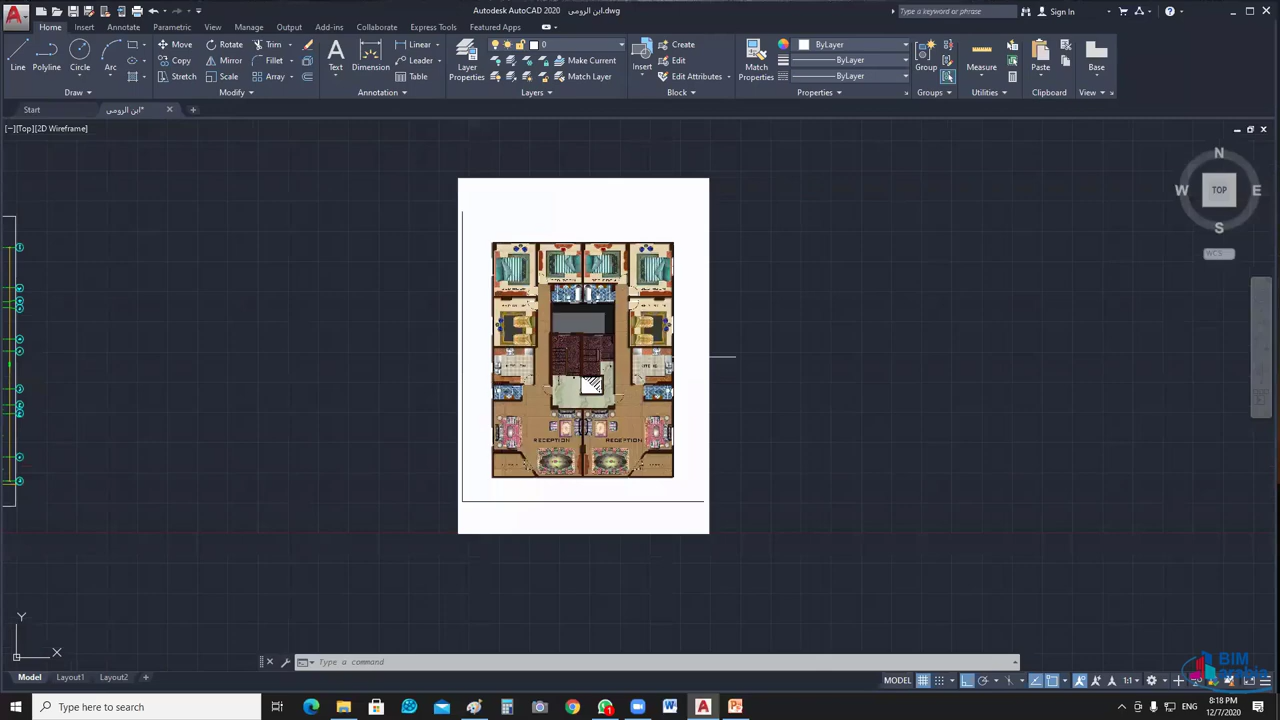 Autodesk AutoCAD 2020 ابن الرومى.dwg
Type a keyword or phrase
Sign In
Home Insert Annotate Parametric View Manage Output Add-ins Collaborate Express Tools Featured Apps
Line Polyline Circle Arc
Draw
Move Rotate Trim
Copy Mirror Fillet
Stretch Scale Array
Modify
Text Dimension
Linear
Leader
Table
Annotation
Layer Properties
0
Make Current
Match Layer
Layers
Insert
Create
Edit
Edit Attributes
Block
Match Properties
ByLayer
ByLayer
ByLayer
Properties
Group
Groups
Measure
Utilities
Paste
Clipboard
Base
View
Start
ابن الرومى*
[−][Top][2D Wireframe]
N
W TOP E
S
WCS
RECEPTION RECEPTION
Y
X
Type a command
Model Layout1 Layout2
MODEL
1:1
BIM
arabia
Type here to search
1
ENG
8:18 PM
12/7/2020